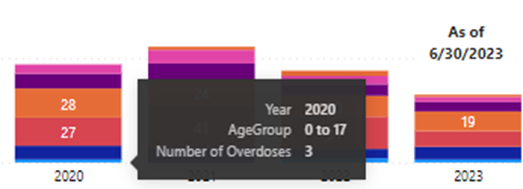 As of
6/30/2023
28
27
19
Year 2020
AgeGroup 0 to 17
Number of Overdoses 3
2020
2023